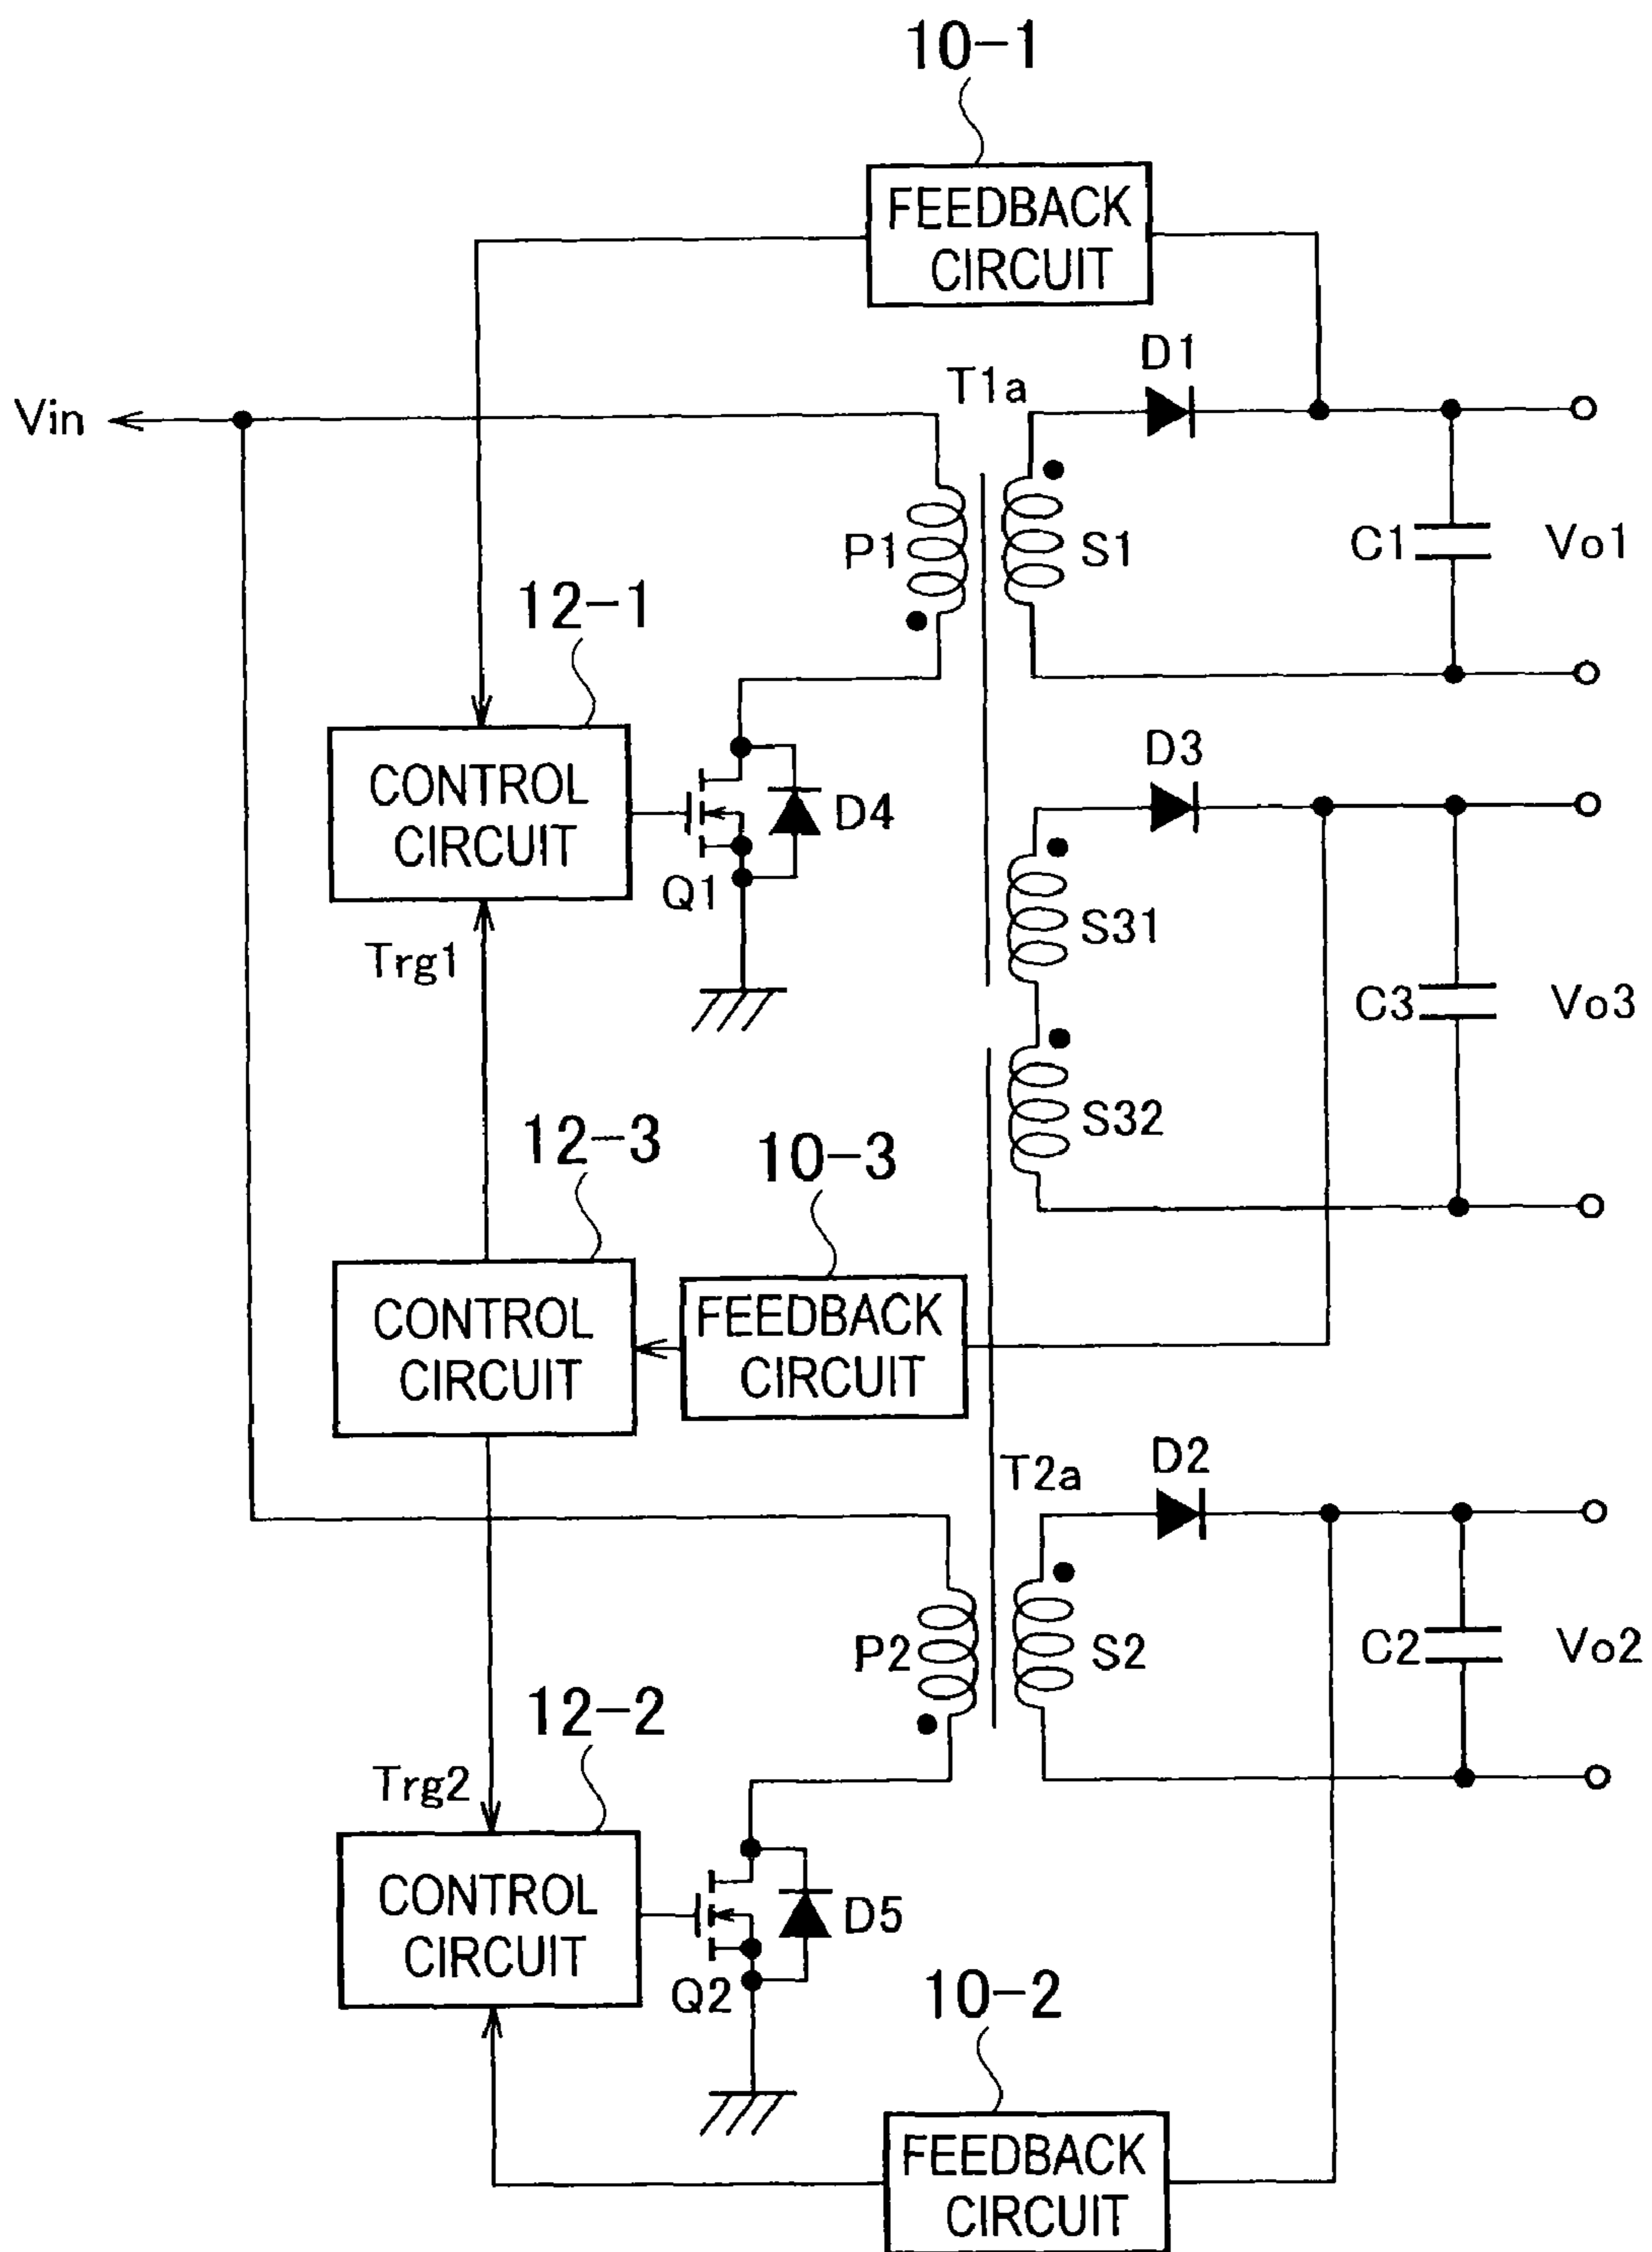 10-1
FEEDBACK
CIRCUIT
D1
T1a
Vin
P1
S1
C1
Vo1
12-1
D3
CONTROL
CIRCUIT
D4
Q1
S31
Trg1
C3
Vo3
S32
12-3
10-3
CONTROL
CIRCUIT
FEEDBACK
CIRCUIT
D2
T2a
P2
S2
C2
Vo2
12-2
Trg2
CONTROL
CIRCUIT
D5
Q2
10-2
FEEDBACK
CIRCUIT